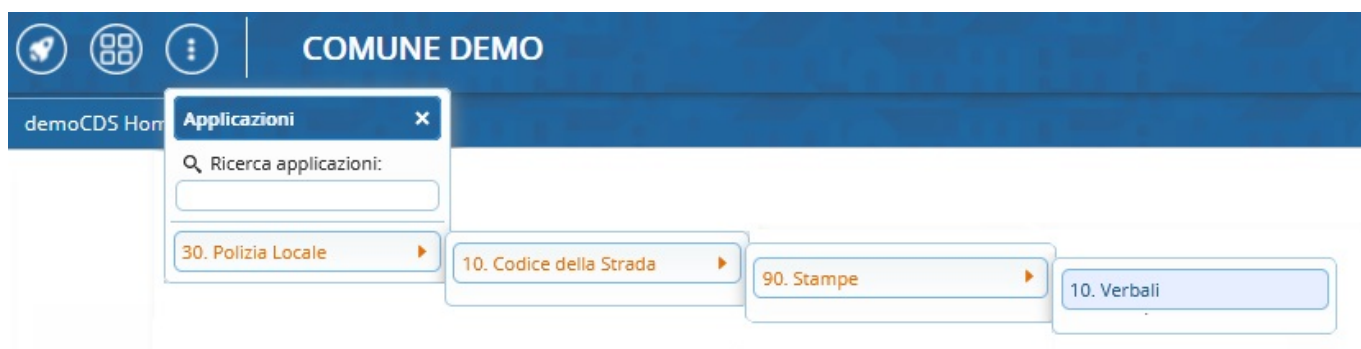 COMUNE DEMO
demoCDS Hom
Applicazioni
Ricerca applicazioni:
30. Polizia Locale
10. Codice della Strada
90. Stampe
10. Verbali